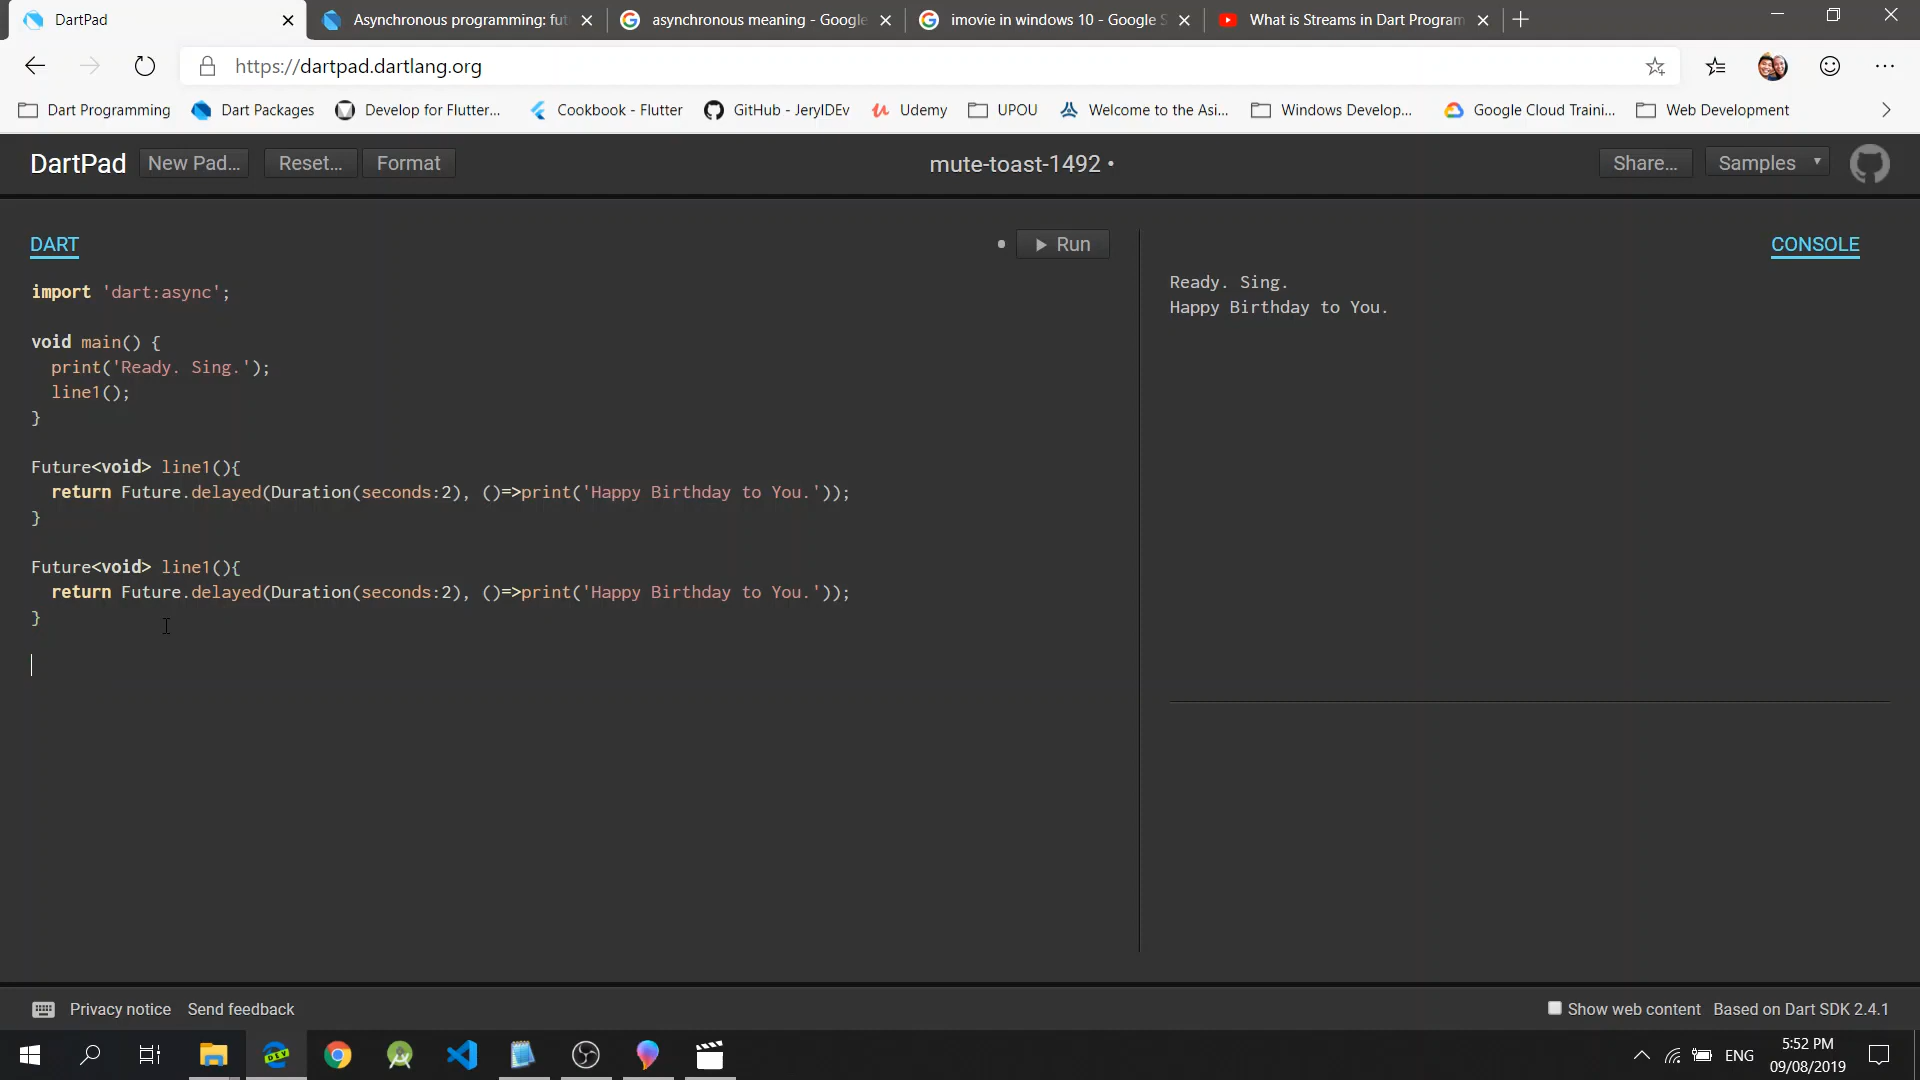 DartPad
Asynchronous programming: fut
asynchronous meaning - Google
imovie in windows 10 - Google S
What is Streams in Dart Program
https://dartpad.dartlang.org
Dart Programming
Dart Packages
Develop for Flutter...
Cookbook - Flutter
GitHub - JerylDEv
Udemy
UPOU
Welcome to the Asi...
Windows Develop...
Google Cloud Traini...
Web Development
DartPad
New Pad...
Reset...
Format
mute-toast-1492 •
Share...
Samples
DART
Run
CONSOLE
import 'dart:async';
void main() {
print('Ready. Sing.');
line1();
}
Future<void> line1(){
return Future.delayed(Duration(seconds:2), ()=>print('Happy Birthday to You.'));
}
Future<void> line1(){
return Future.delayed(Duration(seconds:2), ()=>print('Happy Birthday to You.'));
}
Ready. Sing.
Happy Birthday to You.
Privacy notice
Send feedback
Show web content
Based on Dart SDK 2.4.1
DEV
ENG
5:52 PM
09/08/2019